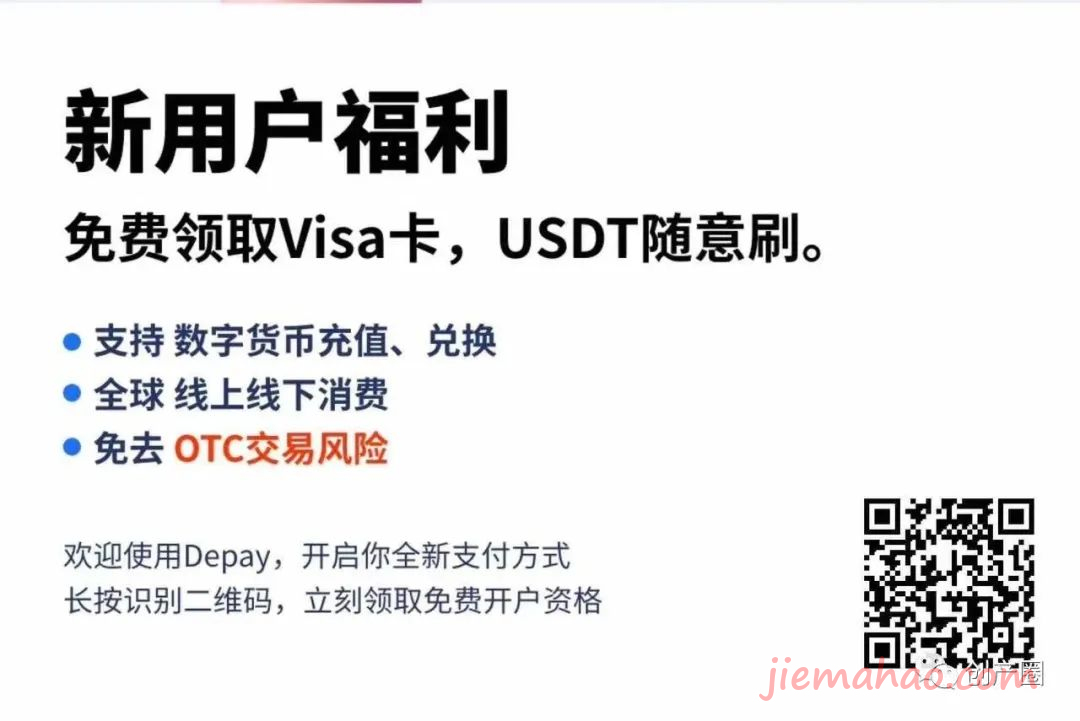 新用户福利
免费领取Visa卡，USDT随意刷。
支持 数字货币充值、兑换
全球 线上线下消费
免去 OTC交易风险
欢迎使用Depay，开启你全新支付方式
长按识别二维码，立刻领取免费开户资格
创产圈
jiemahao.com